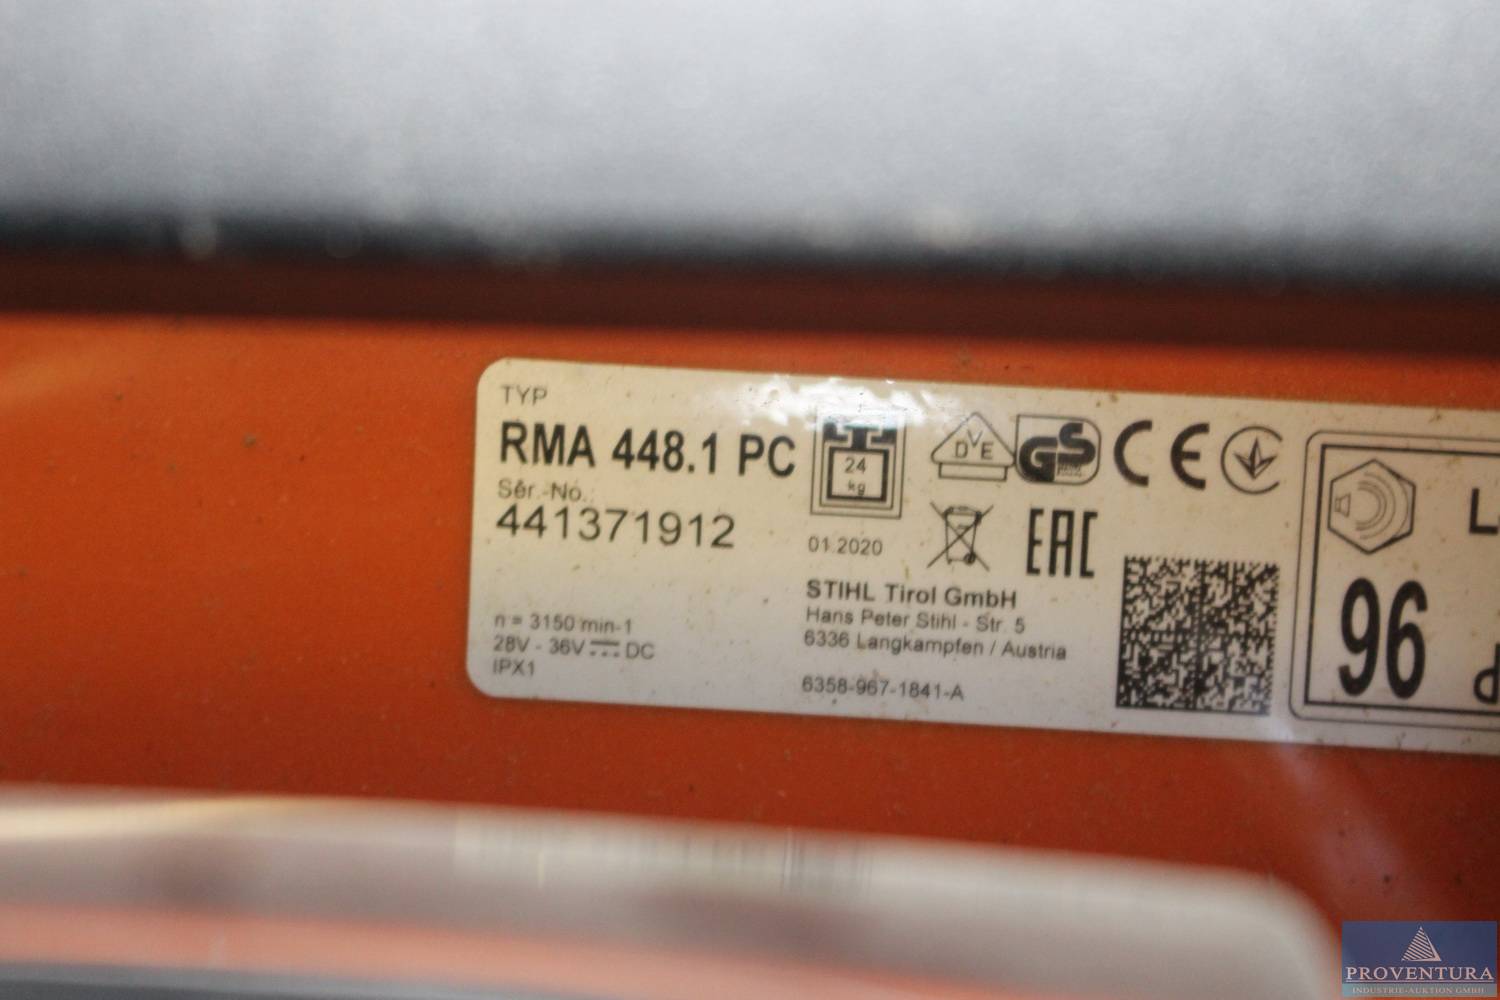 TYP
RMA 448.1 PC
Ser.-No.:
441371912
n = 3150 min-1
28V - 36V DC
IPX1
24
kg
01.2020
STIHL Tirol GmbH
Hans Peter Stihl - Str. 5
6336 Langkampfen / Austria
6358-967-1841-A
DVE
GS
CE
EAC
L
96
d
PROVENTURA
INDUSTRIE-AUKTION GMBH